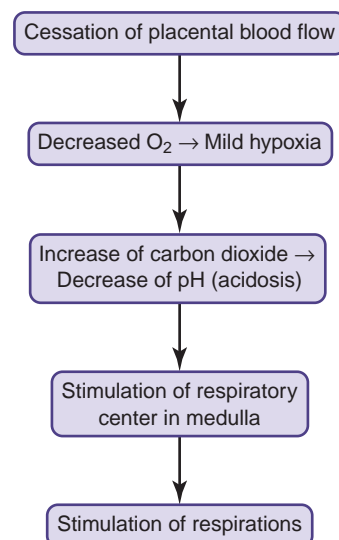 Cessation of placental blood flow
Decreased O₂ → Mild hypoxia
Increase of carbon dioxide →
Decrease of pH (acidosis)
Stimulation of respiratory
center in medulla
Stimulation of respirations